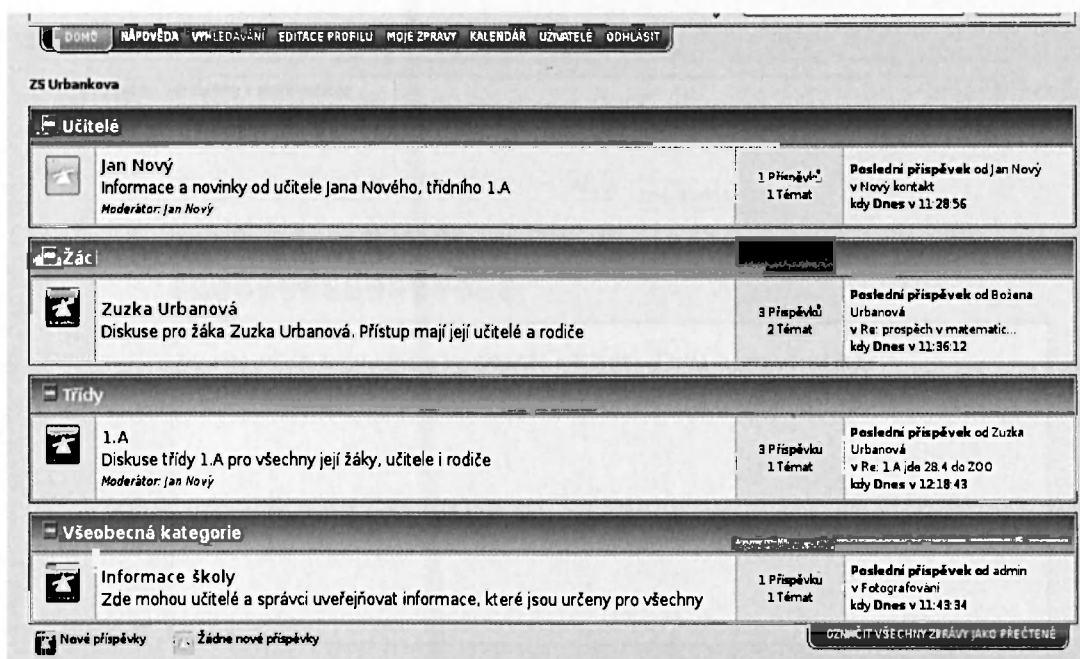 DOMŮ NÁPOVĚDA VYHLEDÁVÁNÍ EDITACE PROFILU MOJE ZPRÁVY KALENDÁŘ UŽIVATELÉ ODHLÁSIT
ZS Urbankova
Učitelé
Jan Nový
Informace a novinky od učitele Jana Nového, třídního 1.A
Moderátor: Jan Nový
1 Příspěvků
1 Témat
Poslední příspěvek od Jan Nový
v Nový kontakt
kdy Dnes v 11:28:56
Žáci
Zuzka Urbanová
Diskuse pro žáka Zuzka Urbanová. Přístup mají její učitelé a rodiče
3 Příspěvků
2 Témat
Poslední příspěvek od Božena
Urbanová
v Re: prospěch v matematic...
kdy Dnes v 11:36:12
Třídy
1.A
Diskuse třídy 1.A pro všechny její žáky, učitele i rodiče
Moderátor: Jan Nový
3 Příspěvku
1 Témat
Poslední příspěvek od Zuzka
Urbanová
v Re: 1.A jde 28.4 do ZOO
kdy Dnes v 12:18:43
Všeobecná kategorie
Informace školy
Zde mohou učitelé a správci uveřejňovat informace, které jsou určeny pro všechny
1 Příspěvku
1 Témat
Poslední příspěvek od admin
v Fotografování
kdy Dnes v 11:43:34
Nové příspěvky
Žádne nové příspěvky
OZNAČIT VŠECHNY ZPRÁVY JAKO PŘEČTENÉ